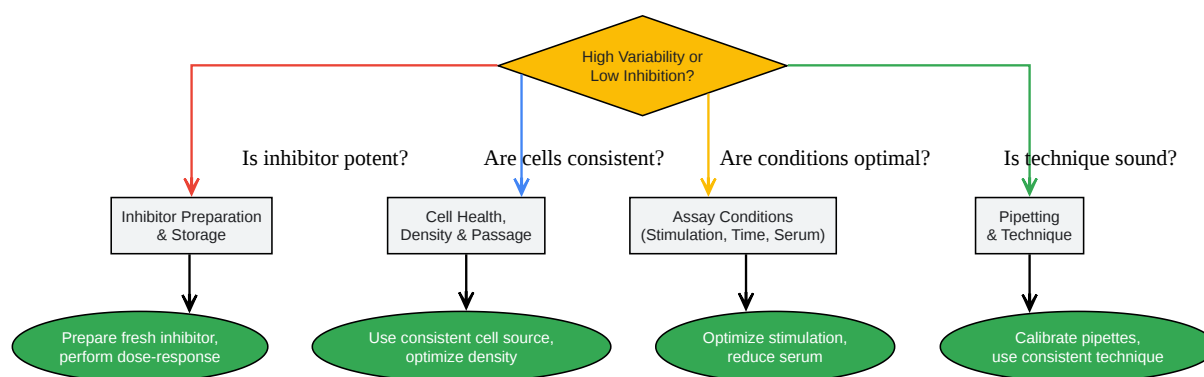 High Variability or
Low Inhibition?
Is inhibitor potent?
Are cells consistent?
Are conditions optimal?
Is technique sound?
Inhibitor Preparation
& Storage
Cell Health,
Density & Passage
Assay Conditions
(Stimulation, Time, Serum)
Pipetting
& Technique
Prepare fresh inhibitor,
perform dose-response
Use consistent cell source,
optimize density
Optimize stimulation,
reduce serum
Calibrate pipettes,
use consistent technique